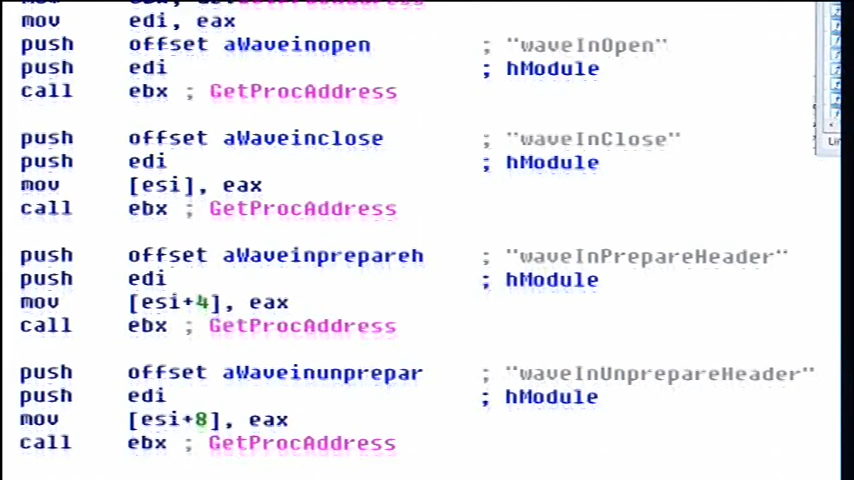 mov edi, eax
push offset aWaveinopen ; "waveInOpen"
push edi ; hModule
call ebx ; GetProcAddress
push offset aWaveinclose ; "waveInClose"
push edi ; hModule
mov [esi], eax
call ebx ; GetProcAddress
push offset aWaveinprepareh ; "waveInPrepareHeader"
push edi ; hModule
mov [esi+4], eax
call ebx ; GetProcAddress
push offset aWaveinunprepar ; "waveInUnprepareHeader"
push edi ; hModule
mov [esi+8], eax
call ebx ; GetProcAddress